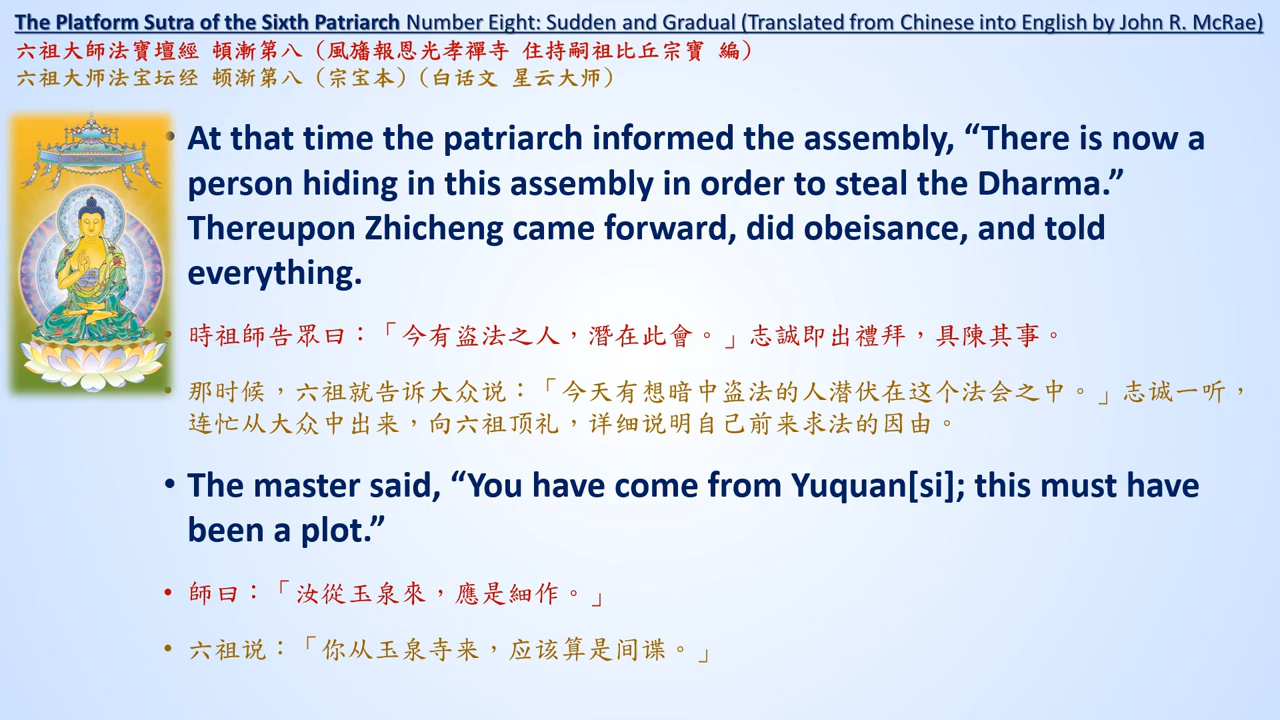 The Platform Sutra of the Sixth Patriarch Number Eight: Sudden and Gradual (Translated from Chinese into English by John R. McRae)
六祖大師法寶壇經 頓漸第八（風旛報恩光孝禪寺 住持嗣祖比丘宗寶 編）
六祖大师法宝坛经 顿渐第八（宗宝本）（白话文 星云大师）
• At that time the patriarch informed the assembly, “There is now a
person hiding in this assembly in order to steal the Dharma.”
Thereupon Zhicheng came forward, did obeisance, and told
everything.
• 時祖師告眾曰：「今有盜法之人，潛在此會。」志誠即出禮拜，具陳其事。
• 那时候，六祖就告诉大众说：「今天有想暗中盗法的人潜伏在这个法会之中。」志诚一听，
连忙从大众中出来，向六祖顶礼，详细说明自己前来求法的因由。
• The master said, “You have come from Yuquan[si]; this must have
been a plot.”
• 師曰：「汝從玉泉來，應是細作。」
• 六祖说：「你从玉泉寺来，应该算是间谍。」